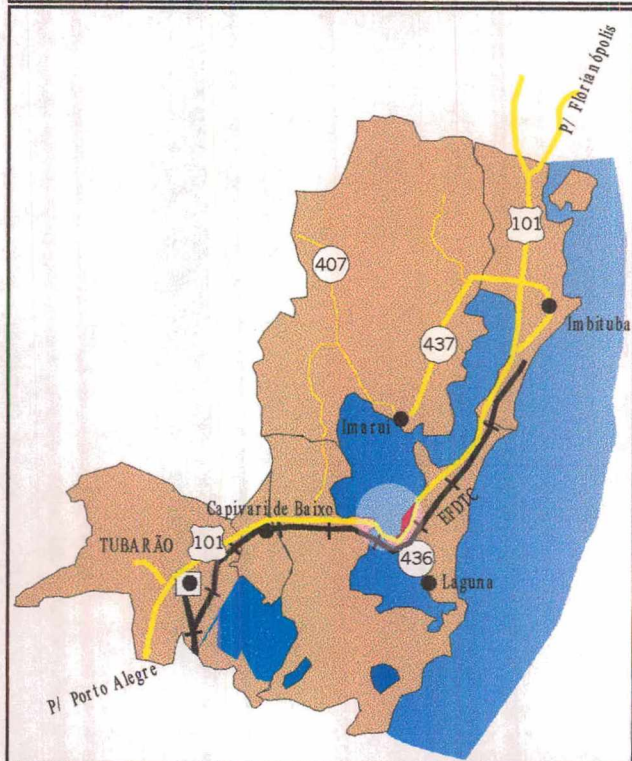 P/ Florianópolis
101
407
Imbituba
437
Imaruí
EFDTC
Capivari de Baixo
TUBARÃO
101
436
Laguna
P/ Porto Alegre